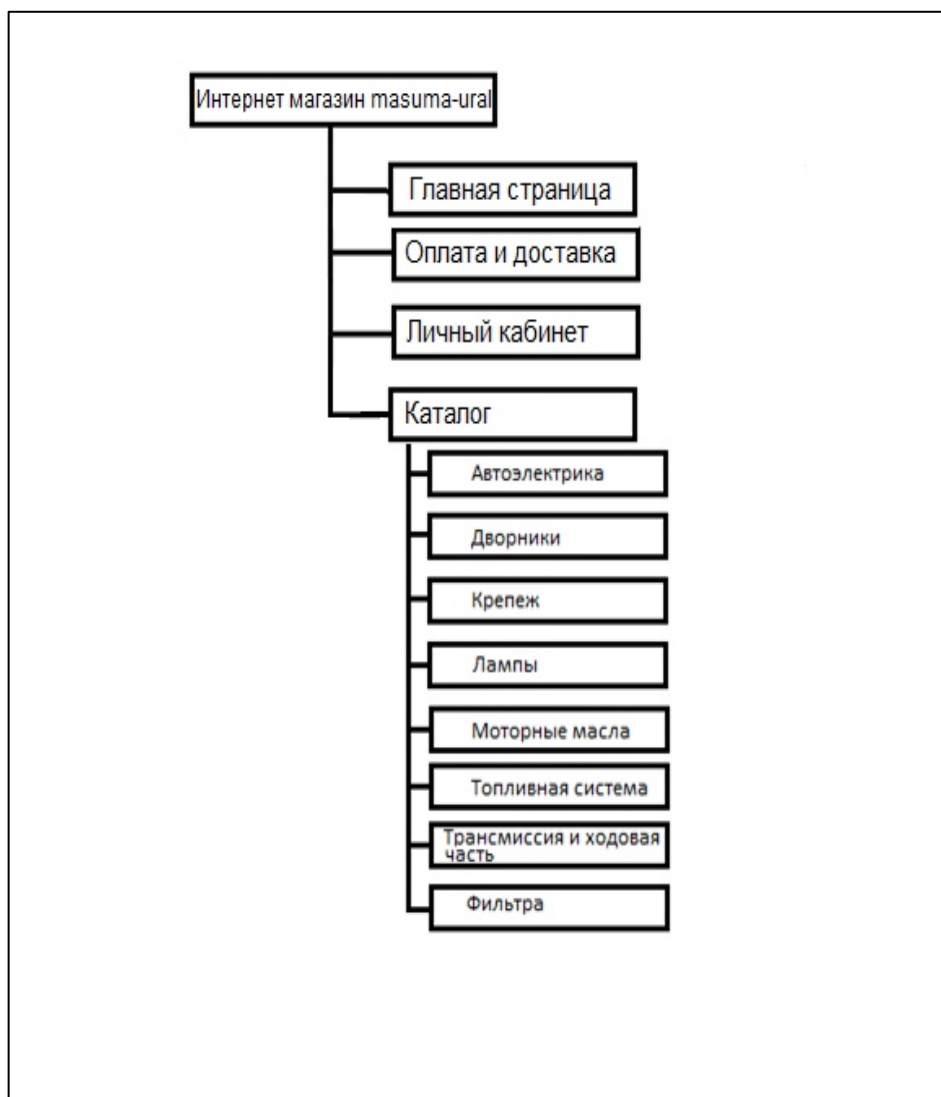 Интернет магазин masuma-ural
Главная страница
Оплата и доставка
Личный кабинет
Каталог
Автоэлектрика
Дворники
Крепеж
Лампы
Моторные масла
Топливная система
Трансмиссия и ходовая
часть
Фильтра